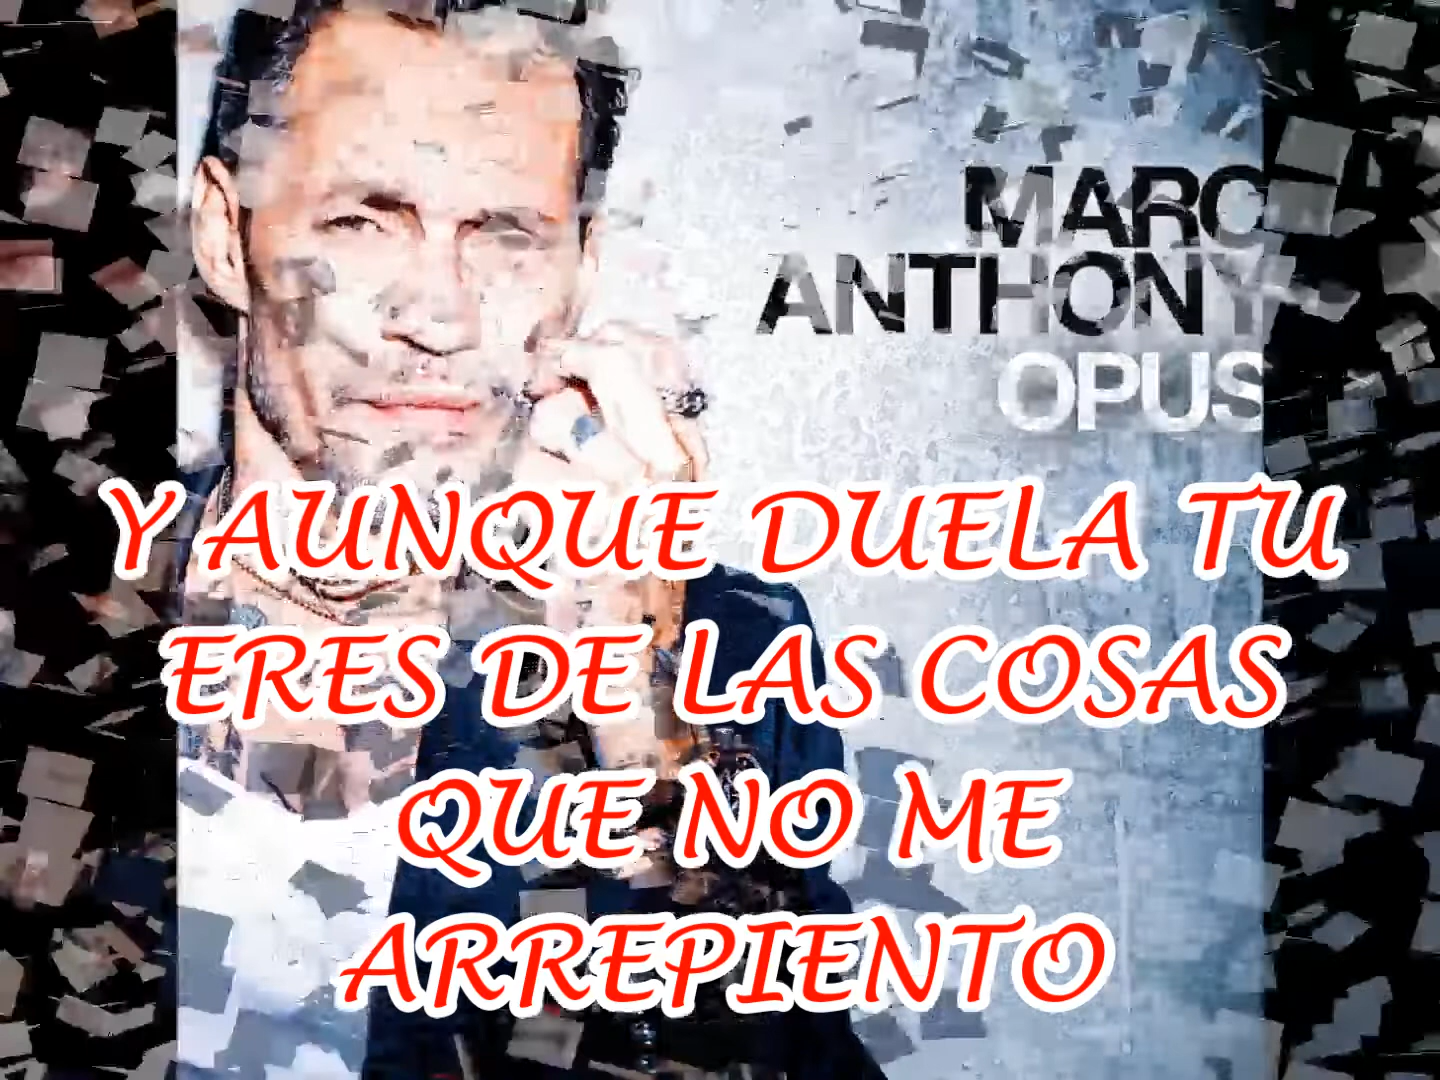 MARC
ANTHONY
OPUS
Y AUNQUE DUELA TU
ERES DE LAS COSAS
QUE NO ME
ARREPIENTO